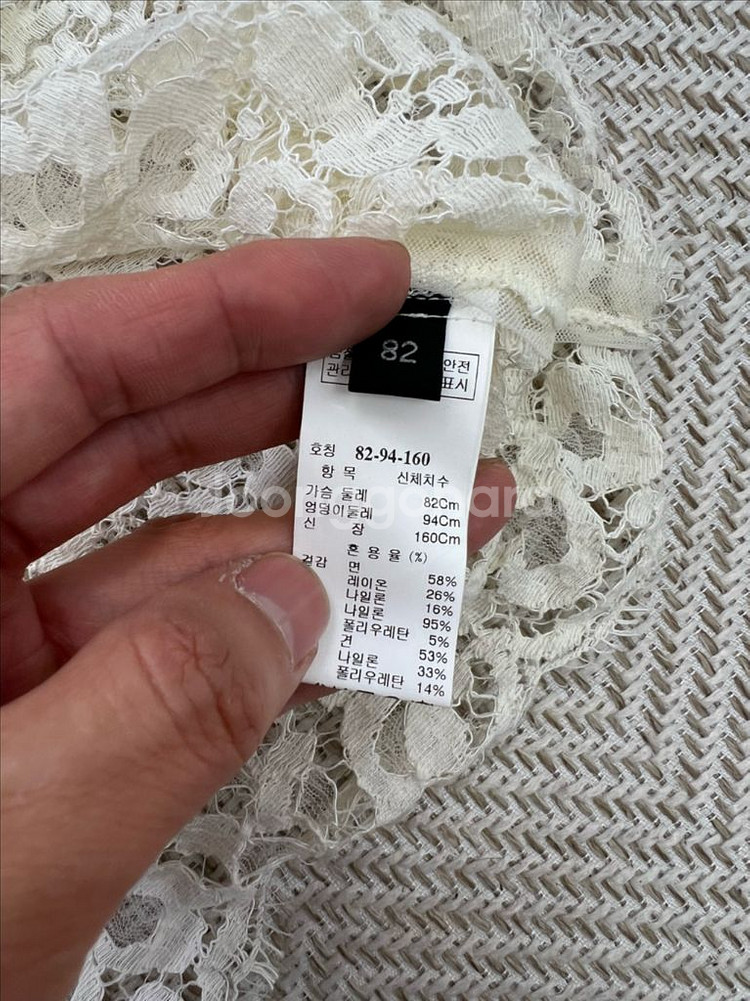 82
안전
관리
표시
호칭 82-94-160
항 목 신체치수
가슴 둘레 82Cm
엉덩이둘레 94Cm
신 장 160Cm
혼 용 율 (%)
겉감 면 58%
레이온 26%
나일론 16%
나일론 95%
폴리우레탄 5%
견 53%
나일론 33%
폴리우레탄 14%